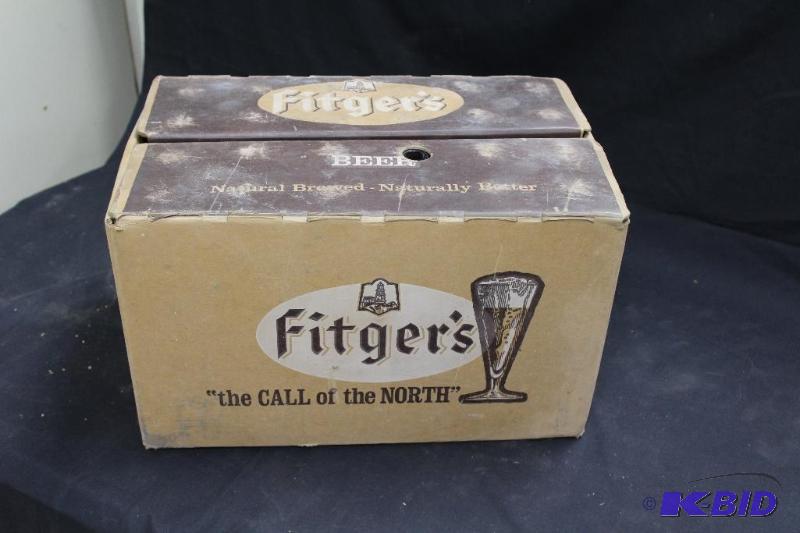 Fitger's
BEER
Natural Brewed - Naturally Better
Fitger's
"the CALL of the NORTH"
© K-BID